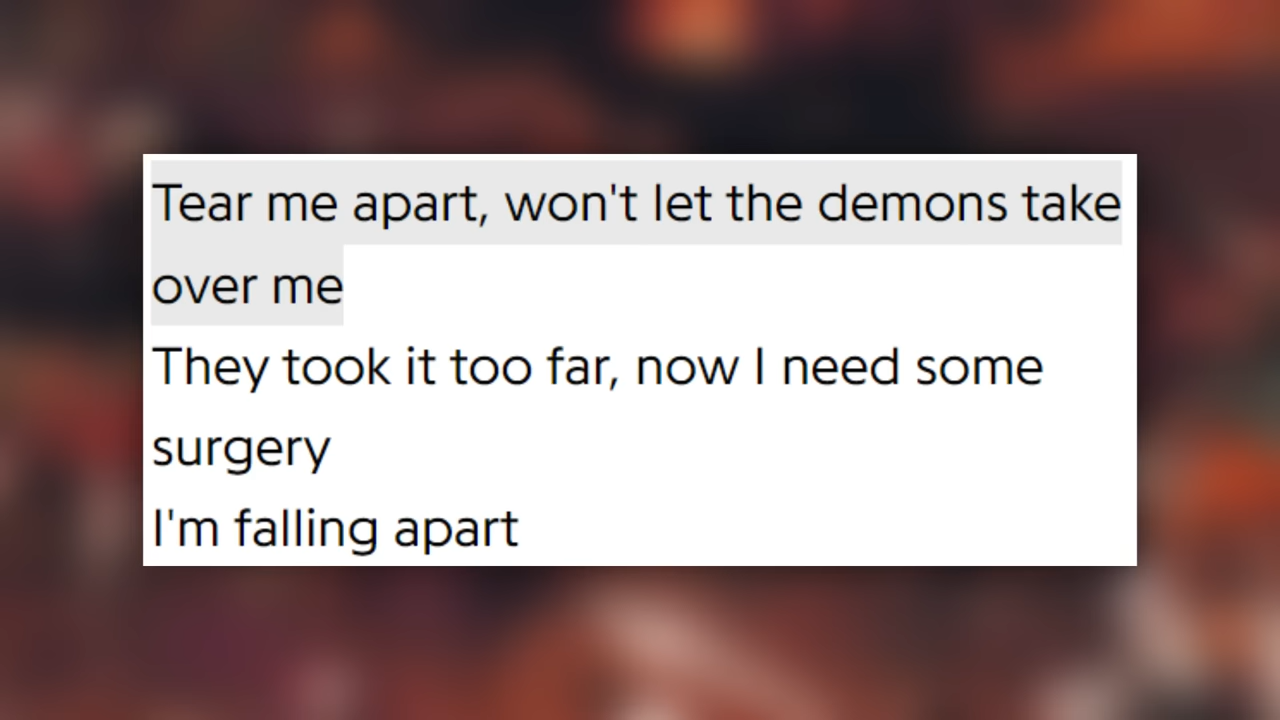 Tear me apart, won't let the demons take
over me
They took it too far, now I need some
surgery
I'm falling apart